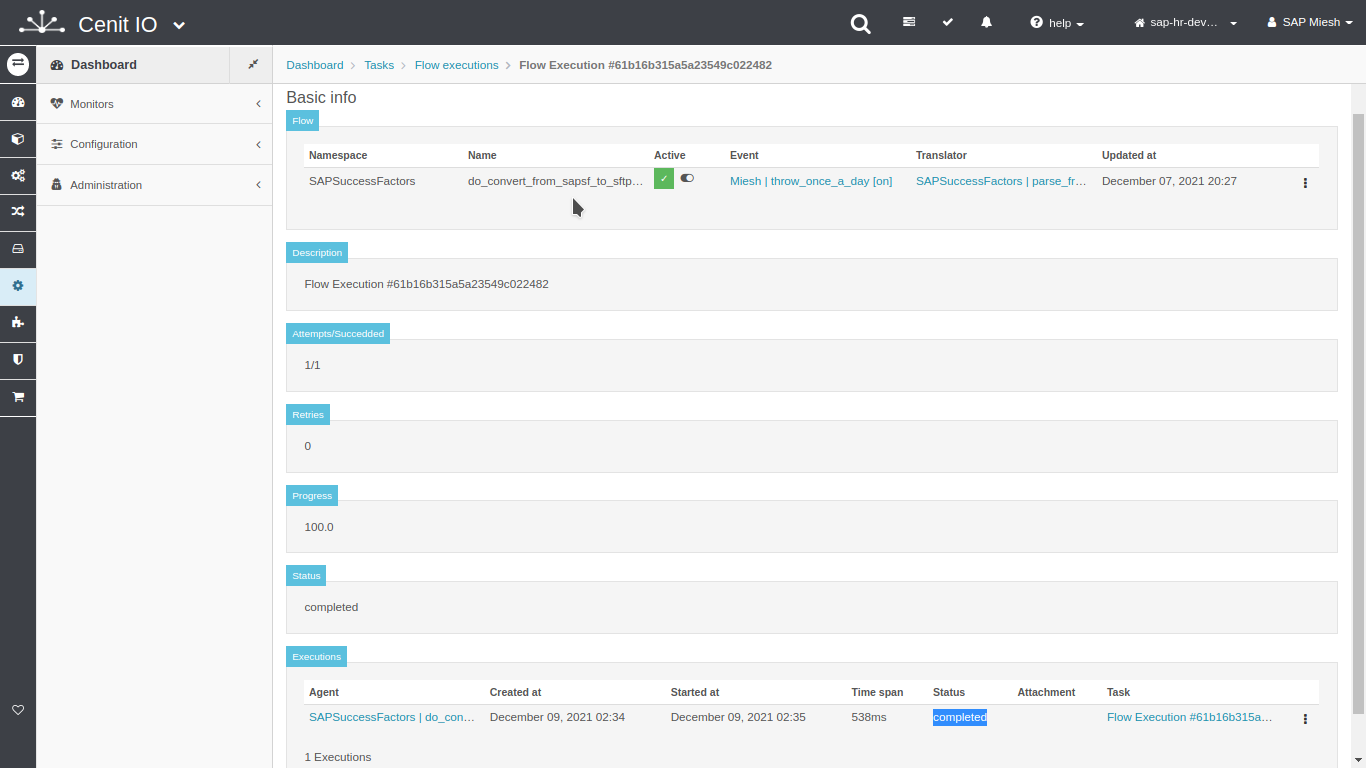 Cenit IO
help
sap-hr-dev…
SAP Miesh
Dashboard
Monitors
Configuration
Administration
Dashboard > Tasks > Flow executions > Flow Execution #61b16b315a5a23549c022482
Basic info
Flow
Namespace Name Active Event Translator Updated at
SAPSuccessFactors do_convert_from_sapsf_to_sftp… ✓ Miesh | throw_once_a_day [on] SAPSuccessFactors | parse_fr… December 07, 2021 20:27
Description
Flow Execution #61b16b315a5a23549c022482
Attempts/Succedded
1/1
Retries
0
Progress
100.0
Status
completed
Executions
Agent Created at Started at Time span Status Attachment Task
SAPSuccessFactors | do_con… December 09, 2021 02:34 December 09, 2021 02:35 538ms completed Flow Execution #61b16b315a…
1 Executions